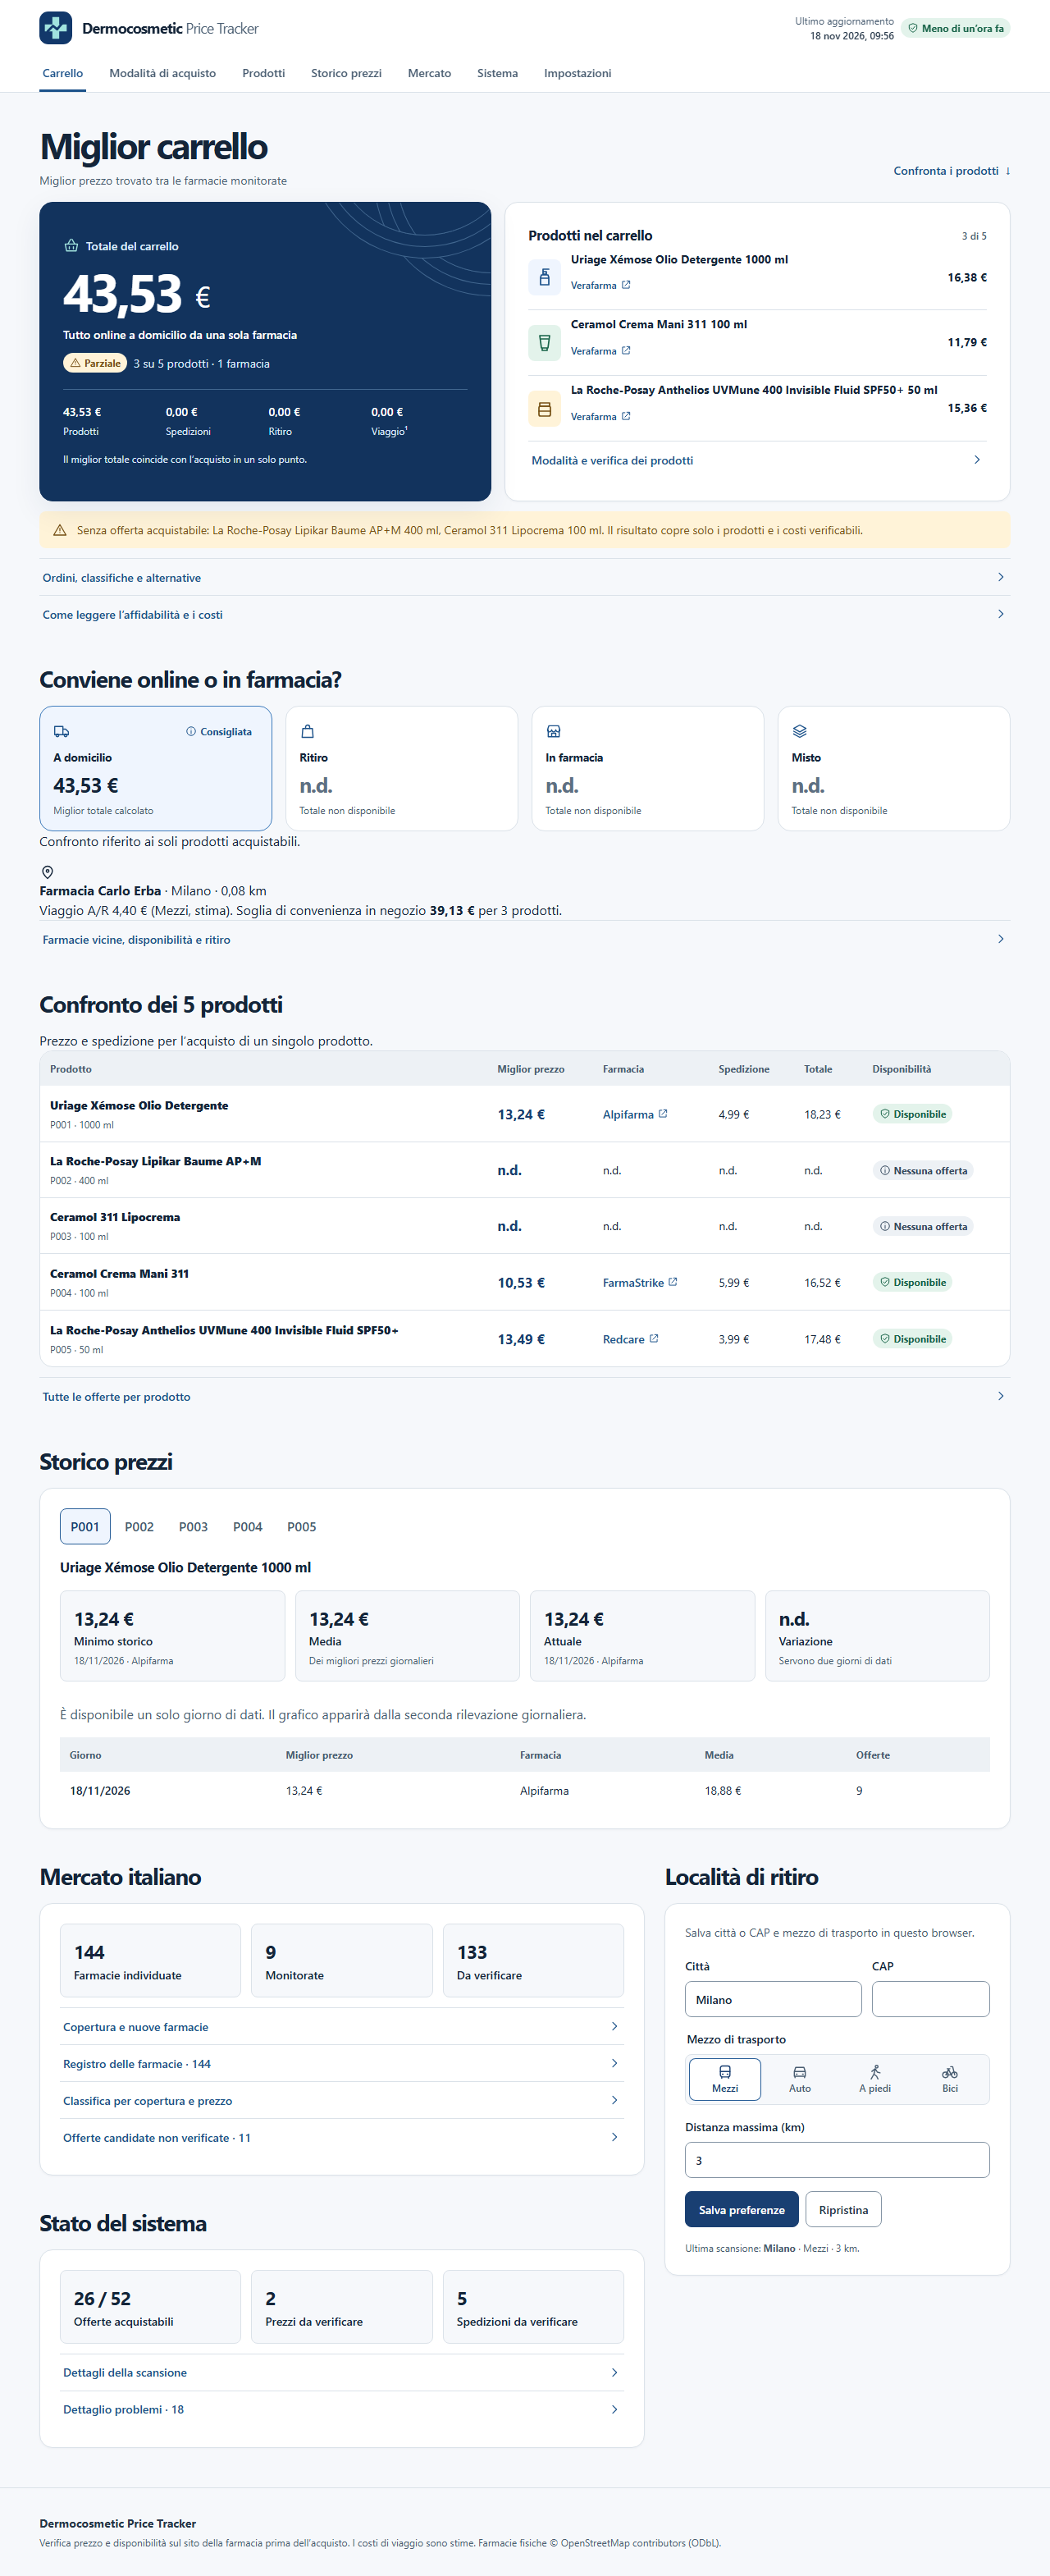 Dermocosmetic Price Tracker
Ultimo aggiornamento
18 nov 2026, 09:56
Meno di un'ora fa
Carrello
Modalità di acquisto
Prodotti
Storico prezzi
Mercato
Sistema
Impostazioni
Miglior carrello
Miglior prezzo trovato tra le farmacie monitorate
Confronta i prodotti ↓
Totale del carrello
43,53 €
Tutto online a domicilio da una sola farmacia
Parziale
3 su 5 prodotti · 1 farmacia
43,53 €
Prodotti
0,00 €
Spedizioni
0,00 €
Ritiro
0,00 €
Viaggio¹
Il miglior totale coincide con l'acquisto in un solo punto.
Prodotti nel carrello
3 di 5
Uriage Xémose Olio Detergente 1000 ml
Verafarma
16,38 €
Ceramol Crema Mani 311 100 ml
Verafarma
11,79 €
La Roche-Posay Anthelios UVMune 400 Invisible Fluid SPF50+ 50 ml
Verafarma
15,36 €
Modalità e verifica dei prodotti
Senza offerta acquistabile: La Roche-Posay Lipikar Baume AP+M 400 ml, Ceramol 311 Lipocrema 100 ml. Il risultato copre solo i prodotti e i costi verificabili.
Ordini, classifiche e alternative
Come leggere l'affidabilità e i costi
Conviene online o in farmacia?
Consigliata
A domicilio
43,53 €
Miglior totale calcolato
Ritiro
n.d.
Totale non disponibile
In farmacia
n.d.
Totale non disponibile
Misto
n.d.
Totale non disponibile
Confronto riferito ai soli prodotti acquistabili.
Farmacia Carlo Erba · Milano · 0,08 km
Viaggio A/R 4,40 € (Mezzi, stima). Soglia di convenienza in negozio 39,13 € per 3 prodotti.
Farmacie vicine, disponibilità e ritiro
Confronto dei 5 prodotti
Prezzo e spedizione per l'acquisto di un singolo prodotto.
Prodotto Miglior prezzo Farmacia Spedizione Totale Disponibilità
Uriage Xémose Olio Detergente
P001 · 1000 ml
13,24 € Alpifarma 4,99 € 18,23 € Disponibile
La Roche-Posay Lipikar Baume AP+M
P002 · 400 ml
n.d. n.d. n.d. n.d. Nessuna offerta
Ceramol 311 Lipocrema
P003 · 100 ml
n.d. n.d. n.d. n.d. Nessuna offerta
Ceramol Crema Mani 311
P004 · 100 ml
10,53 € FarmaStrike 5,99 € 16,52 € Disponibile
La Roche-Posay Anthelios UVMune 400 Invisible Fluid SPF50+
P005 · 50 ml
13,49 € Redcare 3,99 € 17,48 € Disponibile
Tutte le offerte per prodotto
Storico prezzi
P001 P002 P003 P004 P005
Uriage Xémose Olio Detergente 1000 ml
13,24 €
Minimo storico
18/11/2026 · Alpifarma
13,24 €
Media
Dei migliori prezzi giornalieri
13,24 €
Attuale
18/11/2026 · Alpifarma
n.d.
Variazione
Servono due giorni di dati
È disponibile un solo giorno di dati. Il grafico apparirà dalla seconda rilevazione giornaliera.
Giorno Miglior prezzo Farmacia Media Offerte
18/11/2026 13,24 € Alpifarma 18,88 € 9
Mercato italiano
144
Farmacie individuate
9
Monitorate
133
Da verificare
Copertura e nuove farmacie
Registro delle farmacie · 144
Classifica per copertura e prezzo
Offerte candidate non verificate · 11
Stato del sistema
26 / 52
Offerte acquistabili
2
Prezzi da verificare
5
Spedizioni da verificare
Dettagli della scansione
Dettaglio problemi · 18
Località di ritiro
Salva città o CAP e mezzo di trasporto in questo browser.
Città
CAP
Milano
Mezzo di trasporto
Mezzi
Auto
A piedi
Bici
Distanza massima (km)
3
Salva preferenze
Ripristina
Ultima scansione: Milano · Mezzi · 3 km.
Dermocosmetic Price Tracker
Verifica prezzo e disponibilità sul sito della farmacia prima dell'acquisto. I costi di viaggio sono stime. Farmacie fisiche © OpenStreetMap contributors (ODbL).